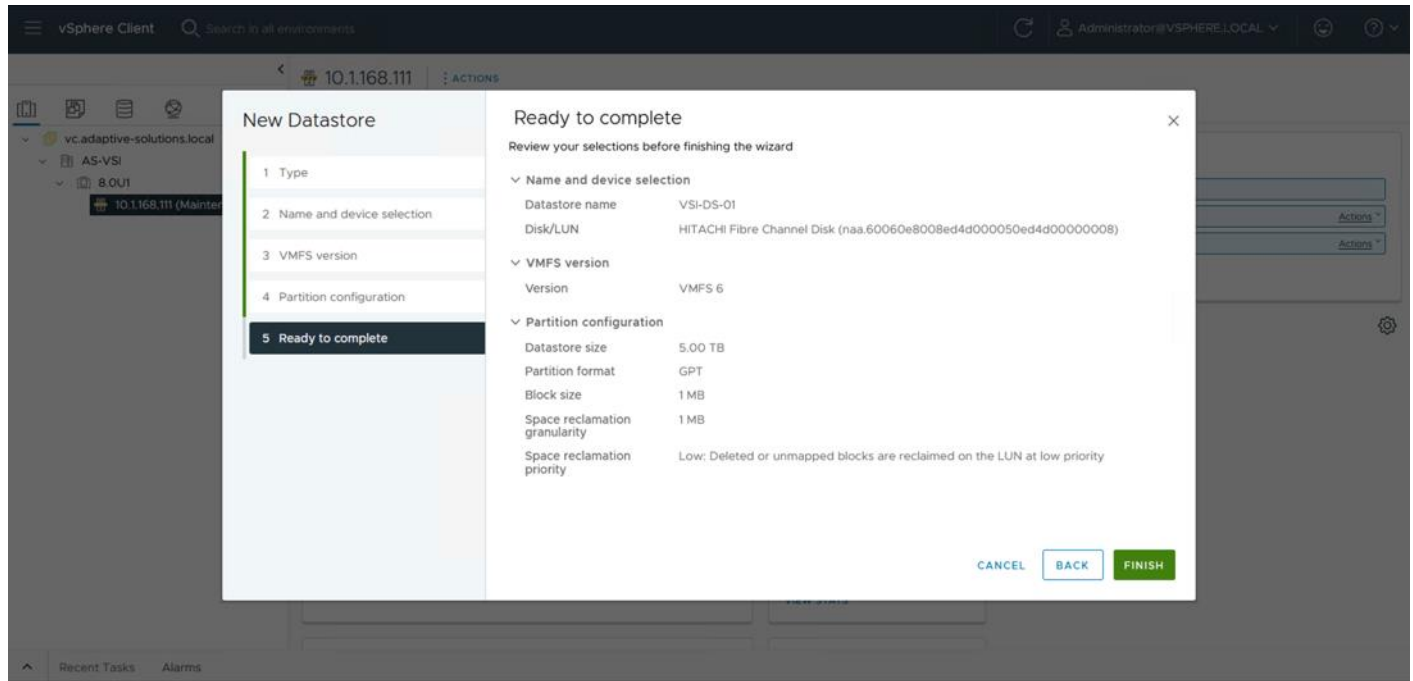 vSphere Client
Search in all environments
Administrator@VSPHERE.LOCAL
10.1.168.111
ACTIONS
vc.adaptive-solutions.local
AS-VSI
8.0U1
10.1.168.111 (Mainten
Actions
Actions
New Datastore
1 Type
2 Name and device selection
3 VMFS version
4 Partition configuration
5 Ready to complete
Ready to complete
Review your selections before finishing the wizard
Name and device selection
Datastore name VSI-DS-01
Disk/LUN HITACHI Fibre Channel Disk (naa.60060e8008ed4d000050ed4d00000008)
VMFS version
Version VMFS 6
Partition configuration
Datastore size 5.00 TB
Partition format GPT
Block size 1 MB
Space reclamation granularity 1 MB
Space reclamation priority Low: Deleted or unmapped blocks are reclaimed on the LUN at low priority
CANCEL BACK FINISH
VIEW STATS
Recent Tasks Alarms